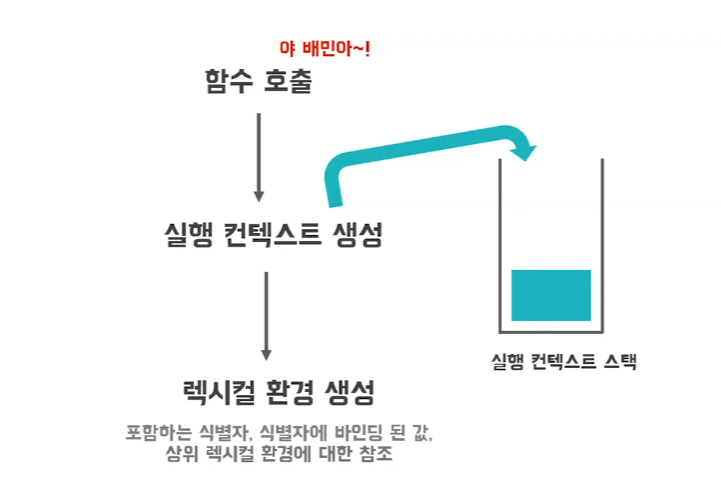 야 배민아~!
함수 호출
실행 컨텍스트 생성
실행 컨텍스트 스택
렉시컬 환경 생성
포함하는 식별자, 식별자에 바인딩 된 값,
상위 렉시컬 환경에 대한 참조